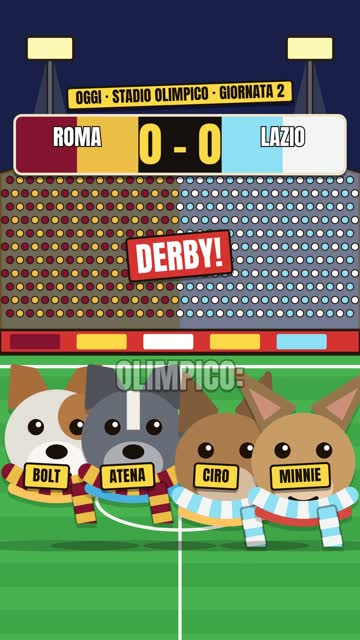 OGGI · STADIO OLIMPICO · GIORNATA 2
ROMA 0 - 0 LAZIO
DERBY!
OLIMPICO:
BOLT ATENA CIRO MINNIE